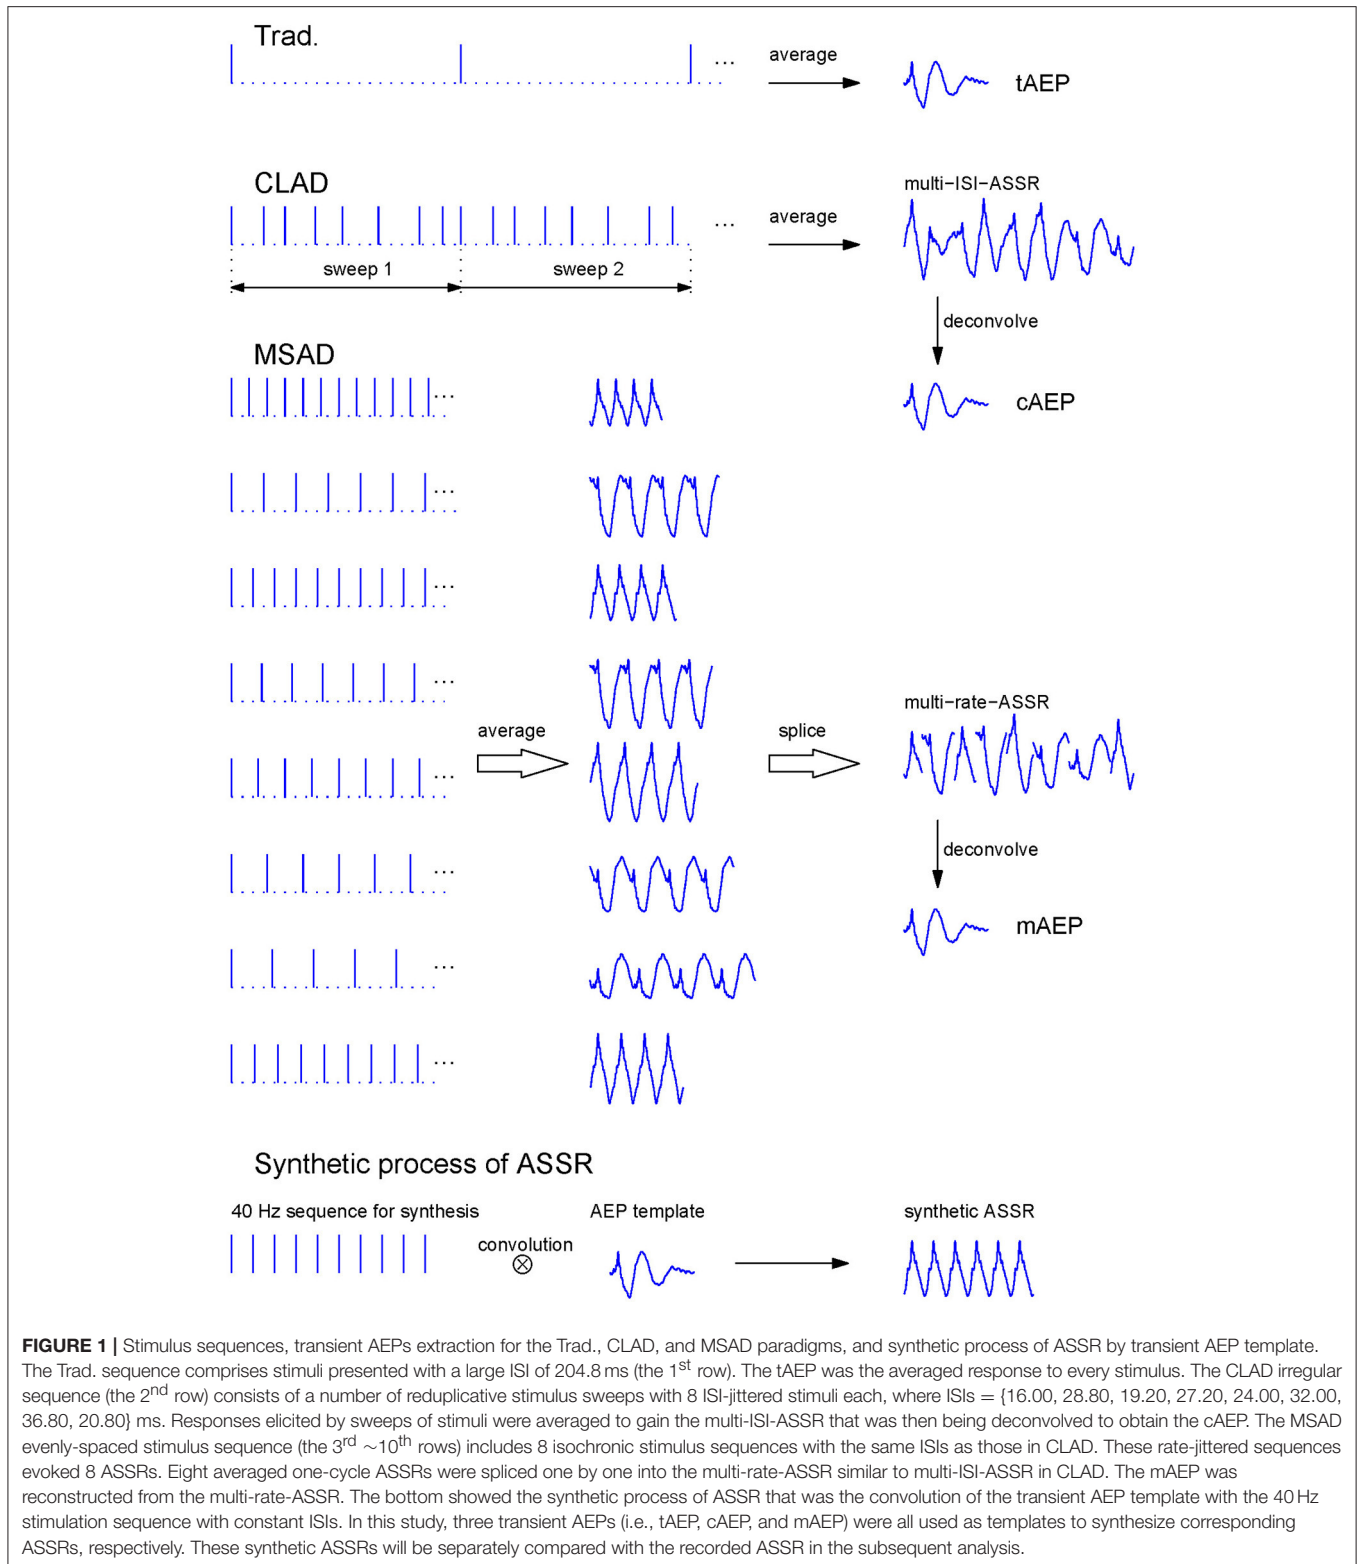 Trad.
... average
tAEP
CLAD
multi−ISI−ASSR
... average
sweep 1 sweep 2
deconvolve
MSAD
...
cAEP
...
...
...
multi−rate−ASSR
average splice
...
deconvolve
...
mAEP
...
...
Synthetic process of ASSR
40 Hz sequence for synthesis AEP template synthetic ASSR
convolution
⊗
FIGURE 1 | Stimulus sequences, transient AEPs extraction for the Trad., CLAD, and MSAD paradigms, and synthetic process of ASSR by transient AEP template.
The Trad. sequence comprises stimuli presented with a large ISI of 204.8 ms (the 1st row). The tAEP was the averaged response to every stimulus. The CLAD irregular
sequence (the 2nd row) consists of a number of reduplicative stimulus sweeps with 8 ISI-jittered stimuli each, where ISIs = {16.00, 28.80, 19.20, 27.20, 24.00, 32.00,
36.80, 20.80} ms. Responses elicited by sweeps of stimuli were averaged to gain the multi-ISI-ASSR that was then being deconvolved to obtain the cAEP. The MSAD
evenly-spaced stimulus sequence (the 3rd ∼10th rows) includes 8 isochronic stimulus sequences with the same ISIs as those in CLAD. These rate-jittered sequences
evoked 8 ASSRs. Eight averaged one-cycle ASSRs were spliced one by one into the multi-rate-ASSR similar to multi-ISI-ASSR in CLAD. The mAEP was
reconstructed from the multi-rate-ASSR. The bottom showed the synthetic process of ASSR that was the convolution of the transient AEP template with the 40 Hz
stimulation sequence with constant ISIs. In this study, three transient AEPs (i.e., tAEP, cAEP, and mAEP) were all used as templates to synthesize corresponding
ASSRs, respectively. These synthetic ASSRs will be separately compared with the recorded ASSR in the subsequent analysis.